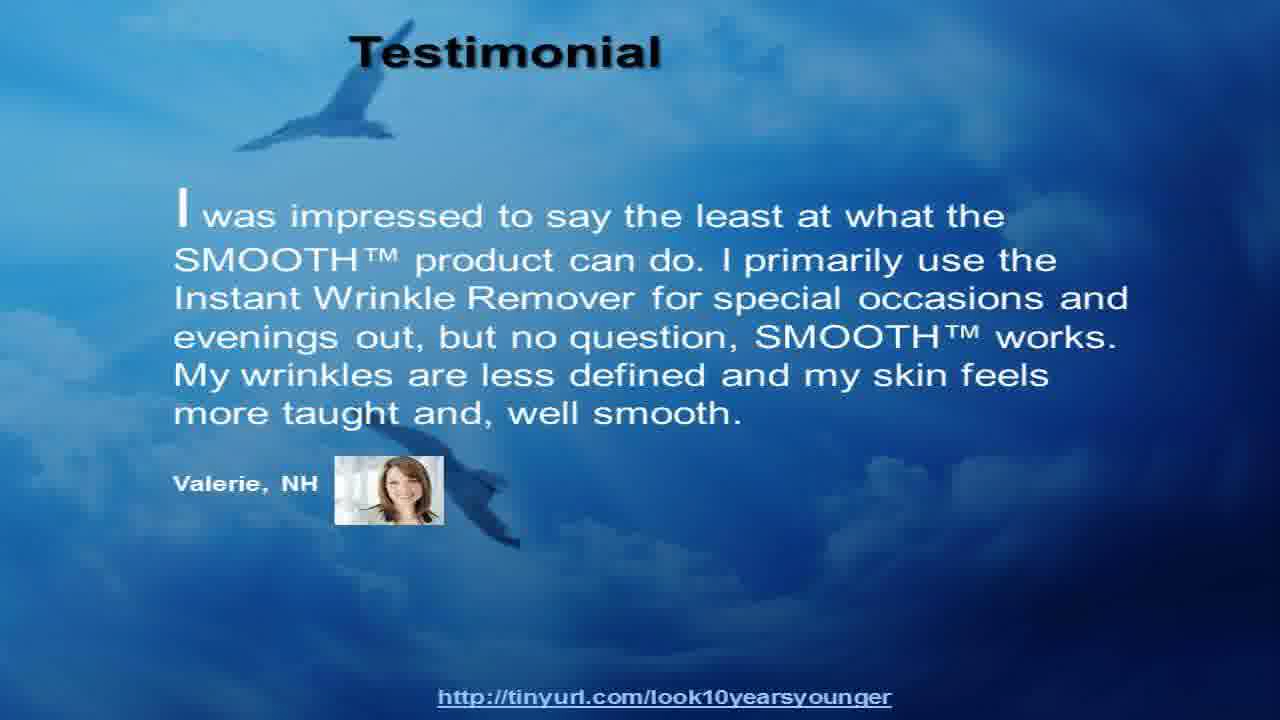 Testimonial
I was impressed to say the least at what the
SMOOTH™ product can do. I primarily use the
Instant Wrinkle Remover for special occasions and
evenings out, but no question, SMOOTH™ works.
My wrinkles are less defined and my skin feels
more taught and, well smooth.
Valerie, NH
http://tinyurl.com/look10yearsyounger